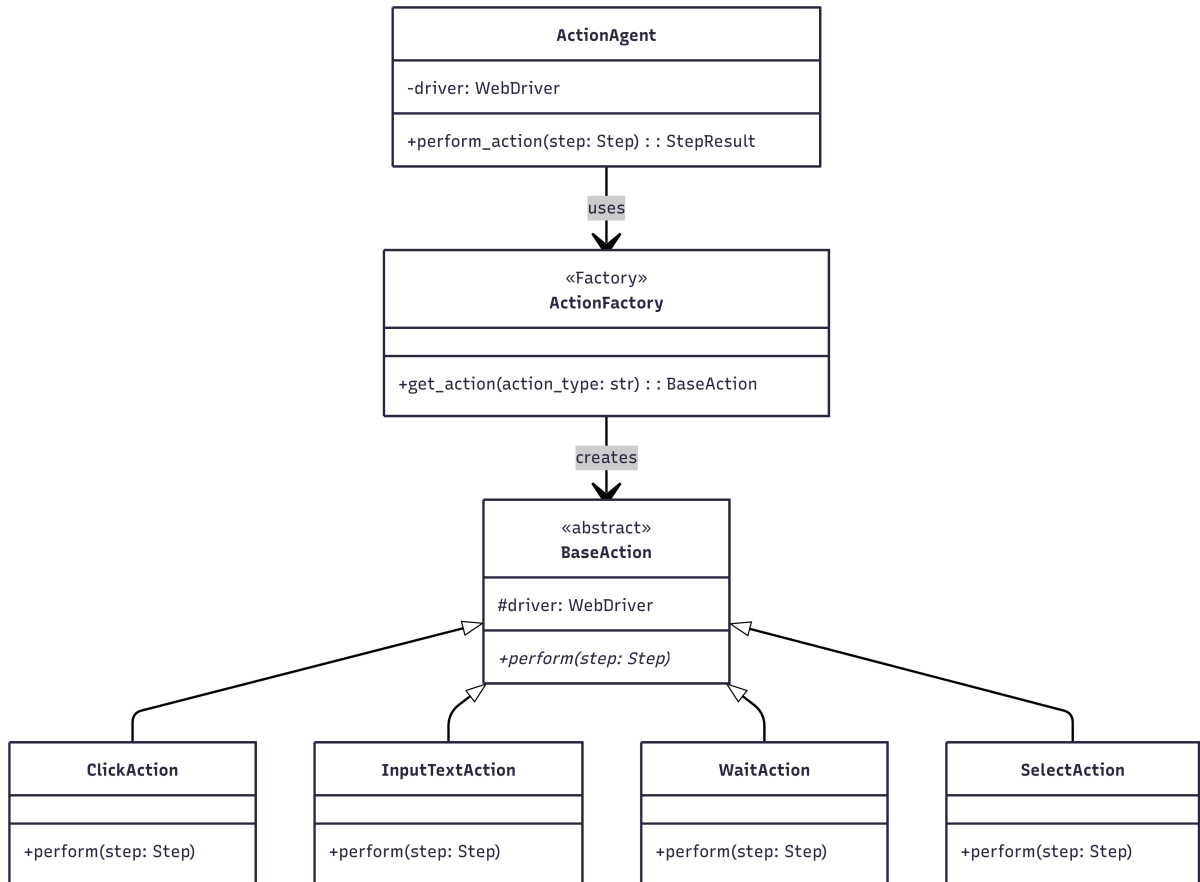 ActionAgent
-driver: WebDriver
+perform_action(step: Step) : : StepResult
uses
«Factory»
ActionFactory
+get_action(action_type: str) : : BaseAction
creates
«abstract»
BaseAction
#driver: WebDriver
+perform(step: Step)
ClickAction
InputTextAction
WaitAction
SelectAction
+perform(step: Step)
+perform(step: Step)
+perform(step: Step)
+perform(step: Step)